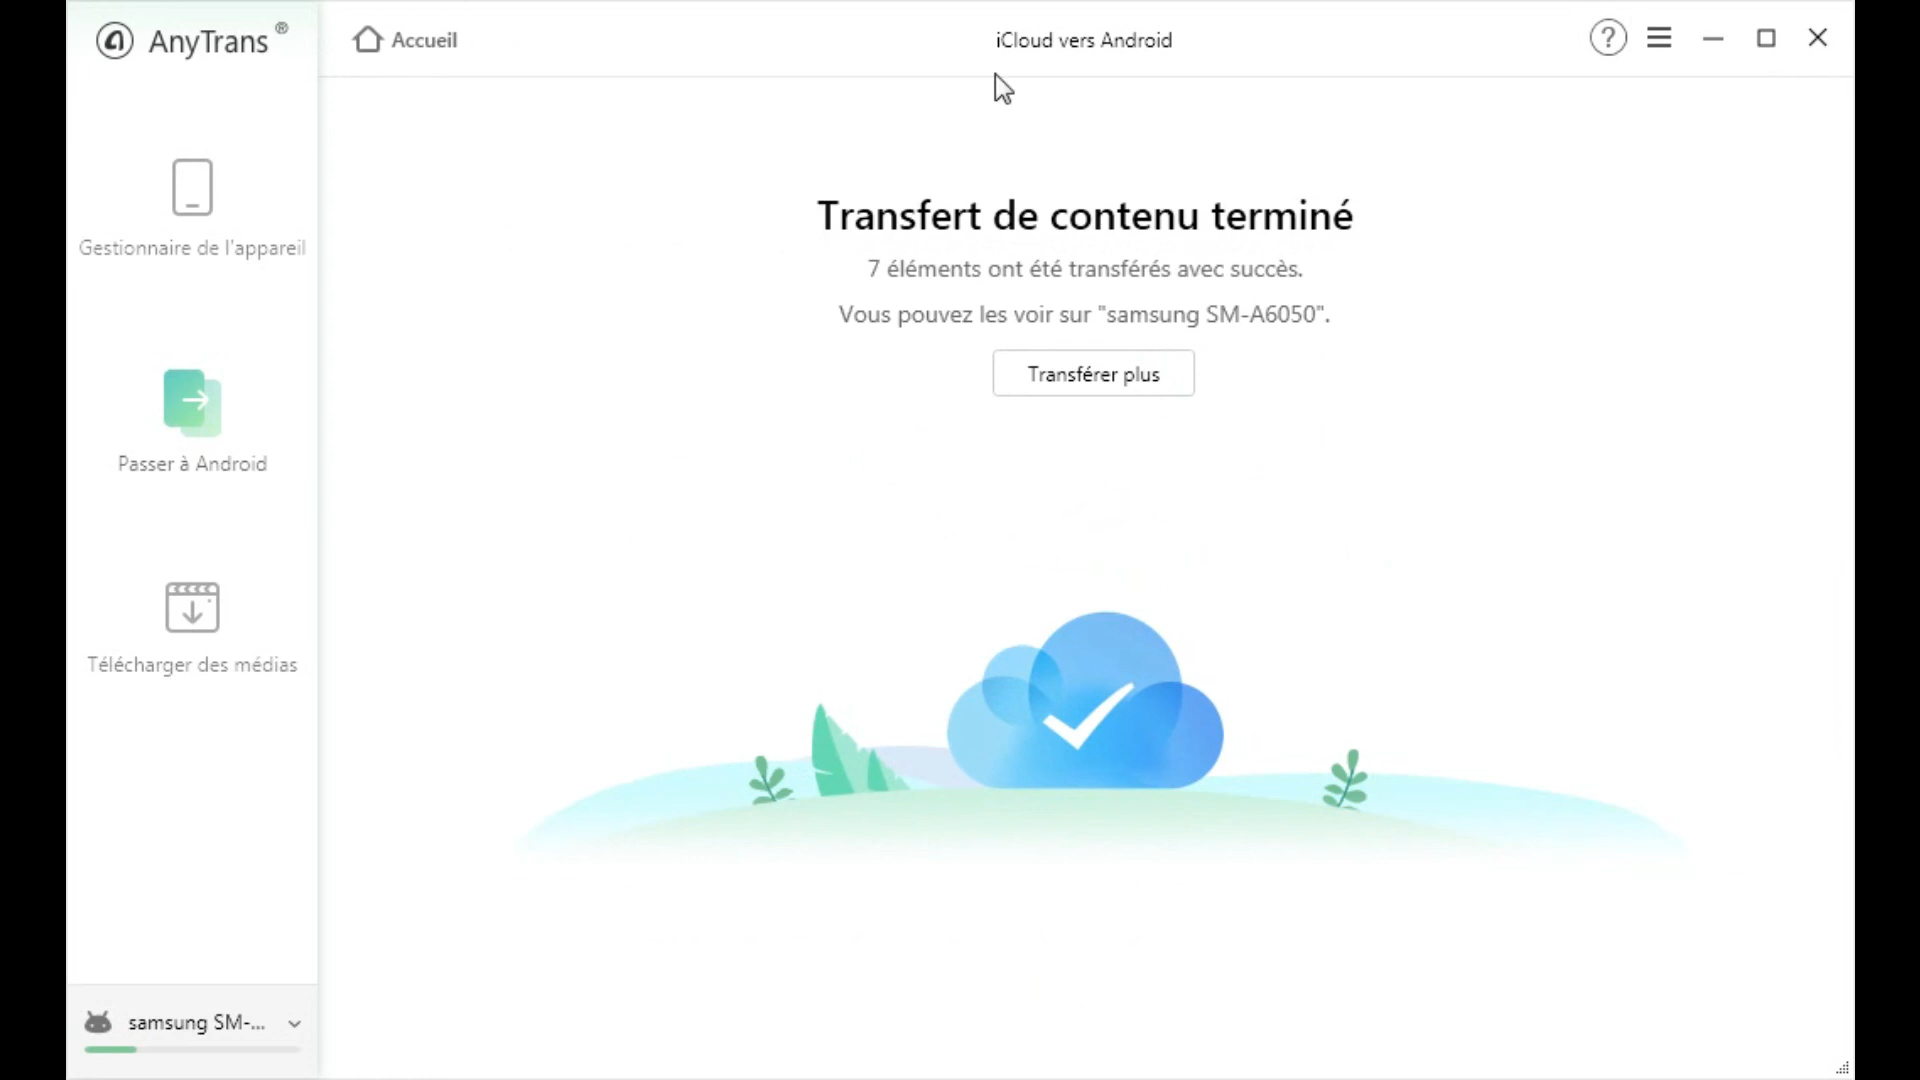 AnyTrans ®
Accueil
iCloud vers Android
?
Gestionnaire de l'appareil
Passer à Android
Télécharger des médias
Transfert de contenu terminé
7 éléments ont été transférés avec succès.
Vous pouvez les voir sur "samsung SM-A6050".
Transférer plus
samsung SM-...